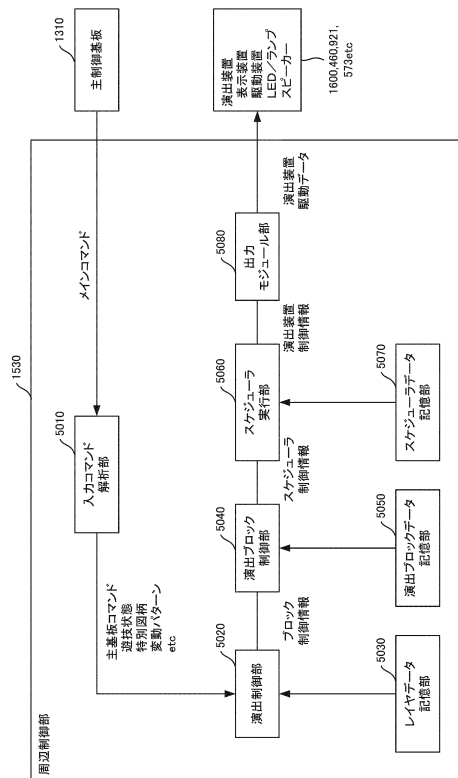 周辺制御部
1530
主制御基板
1310
メインコマンド
入力コマンド
解析部
5010
主基板コマンド
遊技状態
特別図柄
変動パターン
etc
演出制御部
5020
ブロック
制御情報
演出ブロック
制御部
5040
スケジューラ
制御情報
スケジューラ
実行部
5060
演出装置
制御情報
出力
モジュール部
5080
演出装置
駆動データ
演出装置
表示装置
駆動装置
LED/ランプ
スピーカー
1600,460,921,
573etc
レイヤデータ
記憶部
5030
演出ブロックデータ
記憶部
5050
スケジューラデータ
記憶部
5070